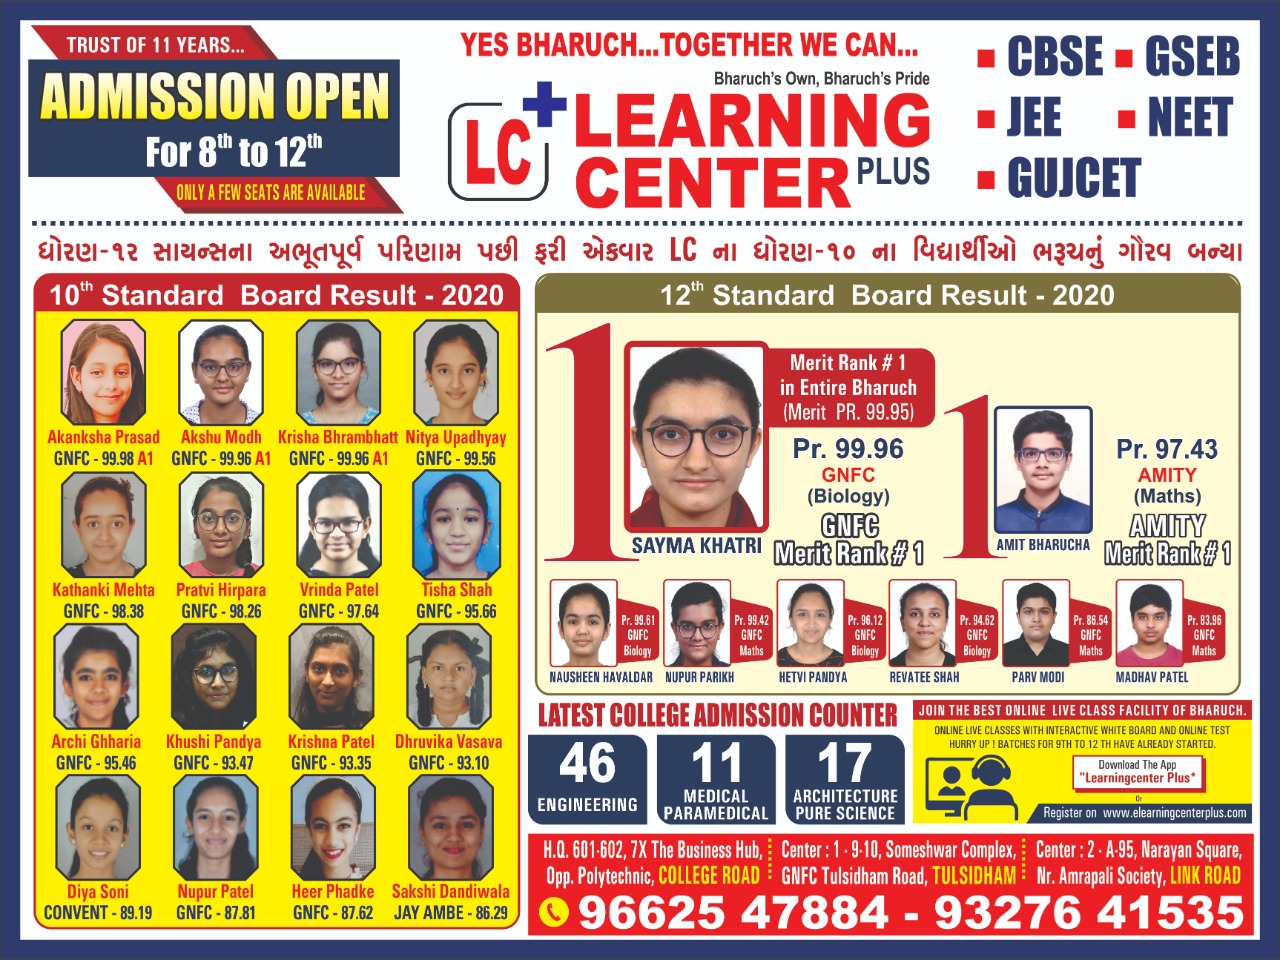 TRUST OF 11 YEARS...
ADMISSION OPEN
For 8th to 12th
ONLY A FEW SEATS ARE AVAILABLE
YES BHARUCH...TOGETHER WE CAN...
Bharuch's Own, Bharuch's Pride
LC+ LEARNING
CENTER PLUS
CBSE GSEB
JEE NEET
GUJCET
ધોરણ-૧૨ સાયન્સના અભૂતપૂર્વ પરિણામ પછી ફરી એકવાર LC ના ધોરણ-૧૦ ના વિદ્યાર્થીઓ ભરૂચનું ગૌરવ બન્યા
10th Standard Board Result - 2020
Akanksha Prasad Akshu Modh Krisha Bhrambhatt Nitya Upadhyay
GNFC - 99.98 A1 GNFC - 99.96 A1 GNFC - 99.96 A1 GNFC - 99.56
Kathanki Mehta Pratvi Hirpara Vrinda Patel Tisha Shah
GNFC - 98.38 GNFC - 98.26 GNFC - 97.64 GNFC - 95.66
Archi Ghharia Khushi Pandya Krishna Patel Dhruvika Vasava
GNFC - 95.46 GNFC - 93.47 GNFC - 93.35 GNFC - 93.10
Diya Soni Nupur Patel Heer Phadke Sakshi Dandiwala
CONVENT - 89.19 GNFC - 87.81 GNFC - 87.62 JAY AMBE - 86.29
12th Standard Board Result - 2020
1
Merit Rank # 1
in Entire Bharuch
(Merit PR. 99.95)
Pr. 99.96
GNFC
(Biology)
GNFC
Merit Rank # 1
SAYMA KHATRI
1
Pr. 97.43
AMITY
(Maths)
AMITY
Merit Rank # 1
AMIT BHARUCHA
Pr. 99.61
GNFC
Biology
NAUSHEEN HAVALDAR
Pr. 99.42
GNFC
Maths
NUPUR PARIKH
Pr. 96.12
GNFC
Biology
HETVI PANDYA
Pr. 94.62
GNFC
Biology
REVATEE SHAH
Pr. 86.54
GNFC
Maths
PARV MODI
Pr. 83.96
GNFC
Maths
MADHAV PATEL
LATEST COLLEGE ADMISSION COUNTER
46
ENGINEERING
11
MEDICAL
PARAMEDICAL
17
ARCHITECTURE
PURE SCIENCE
JOIN THE BEST ONLINE LIVE CLASS FACILITY OF BHARUCH.
ONLINE LIVE CLASSES WITH INTERACTIVE WHITE BOARD AND ONLINE TEST
HURRY UP ! BATCHES FOR 9TH TO 12 TH HAVE ALREADY STARTED.
Download The App
"Learningcenter Plus"
Or
Register on www.elearningcenterplus.com
H.Q. 601-602, 7X The Business Hub,
Opp. Polytechnic, COLLEGE ROAD
Center : 1 - 9-10, Someshwar Complex,
GNFC Tulsidham Road, TULSIDHAM
Center : 2 - A-95, Narayan Square,
Nr. Amrapali Society, LINK ROAD
96625 47884 - 93276 41535